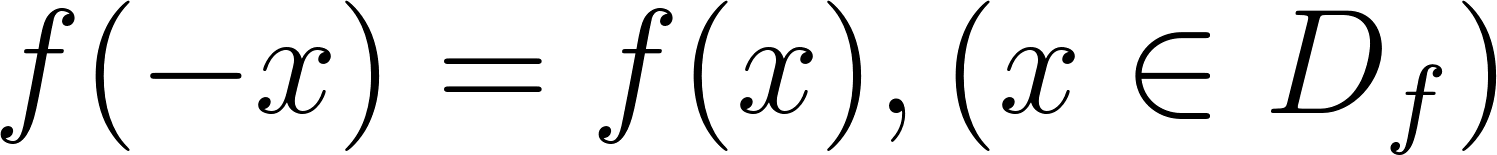 f(−x) = f(x), (x ∈ D_f)